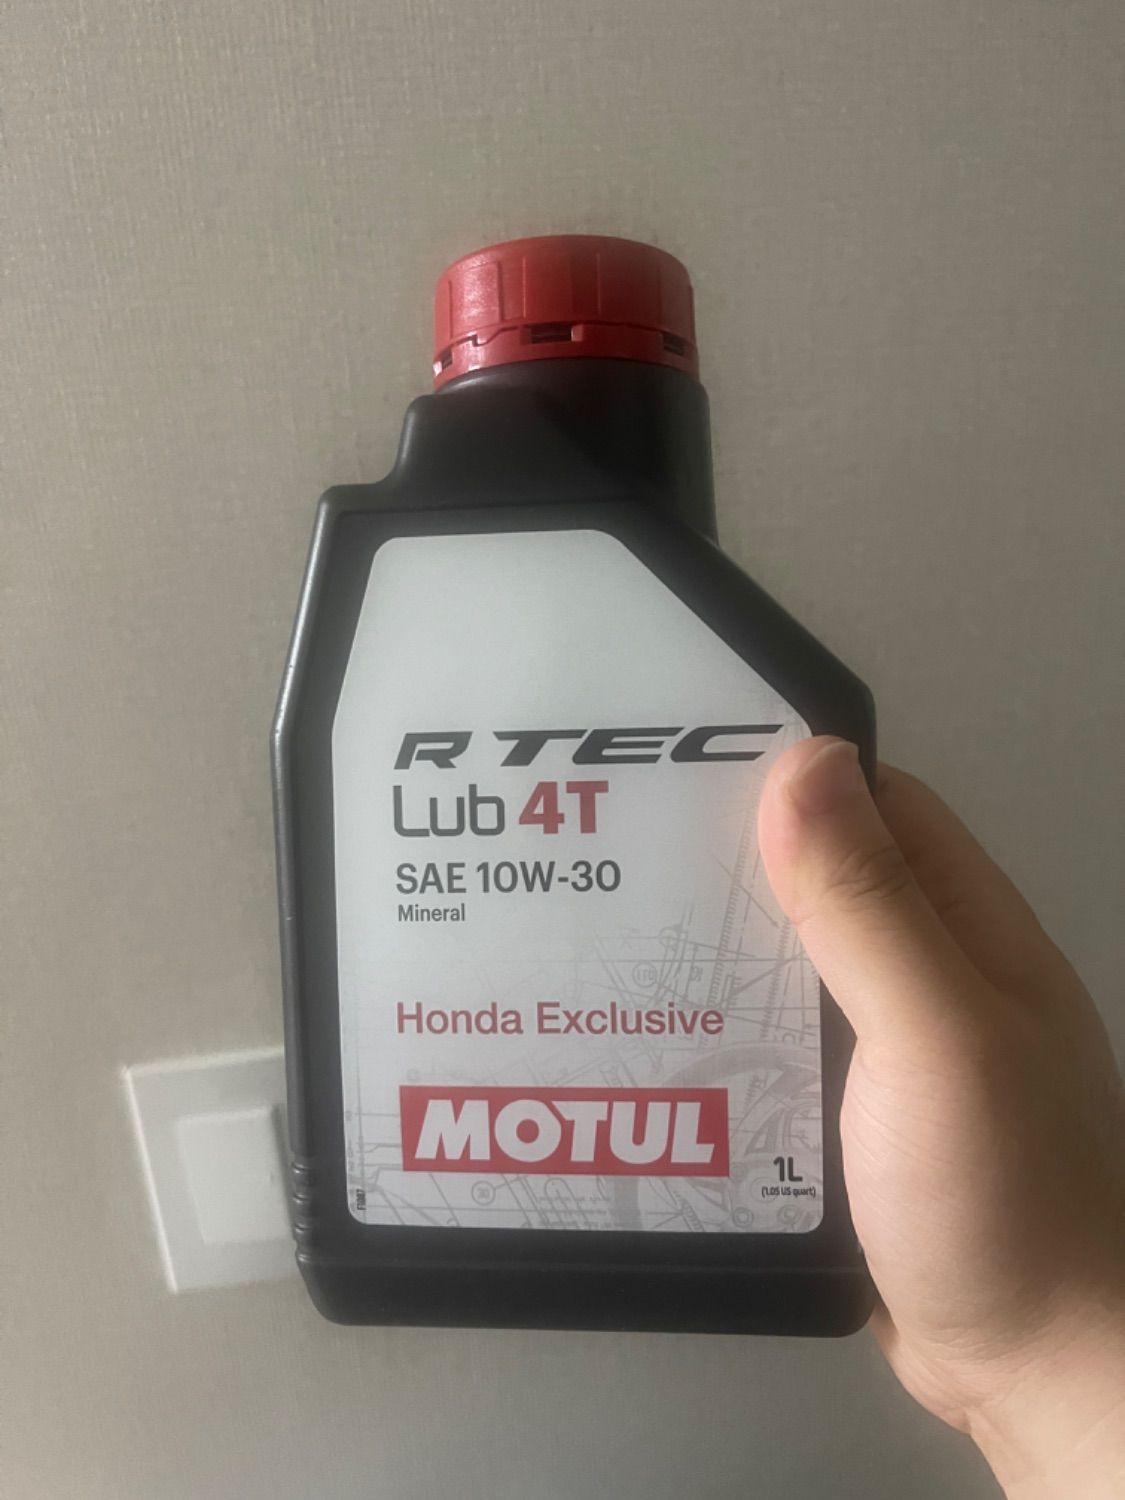 R TEC
Lub 4T
SAE 10W-30
Mineral
Honda Exclusive
MOTUL
1L
(1.05 US quart)